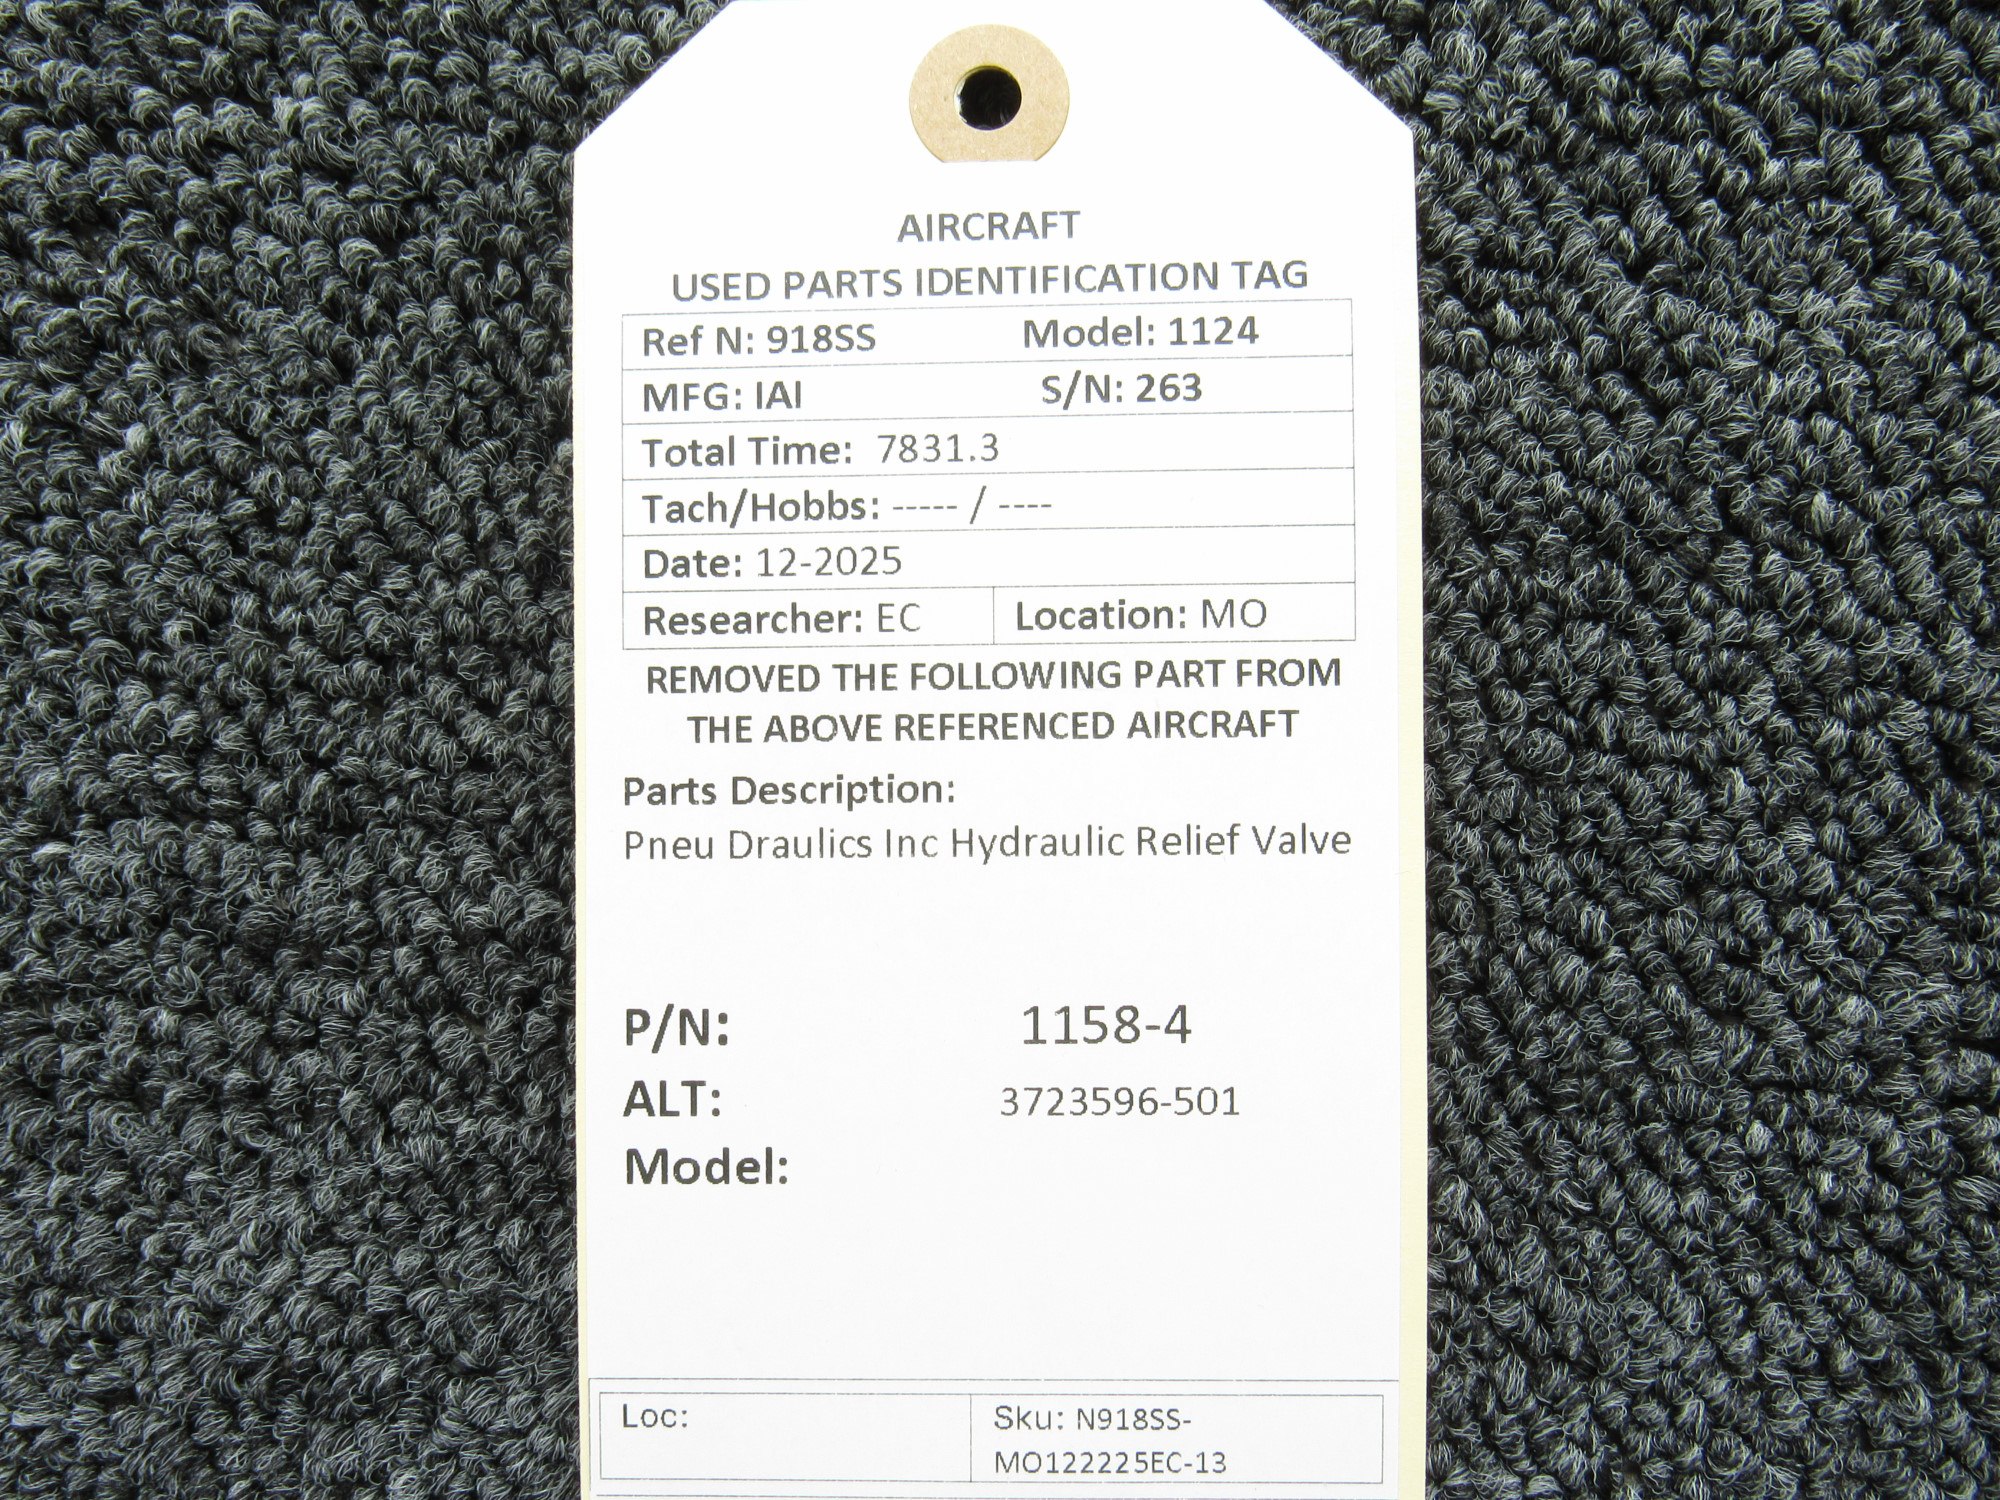 AIRCRAFT
USED PARTS IDENTIFICATION TAG
Ref N: 918SS Model: 1124
MFG: IAI S/N: 263
Total Time: 7831.3
Tach/Hobbs: ----- / ----
Date: 12-2025
Researcher: EC Location: MO
REMOVED THE FOLLOWING PART FROM
THE ABOVE REFERENCED AIRCRAFT
Parts Description:
Pneu Draulics Inc Hydraulic Relief Valve
P/N: 1158-4
ALT: 3723596-501
Model:
Loc: Sku: N918SS-
MO122225EC-13